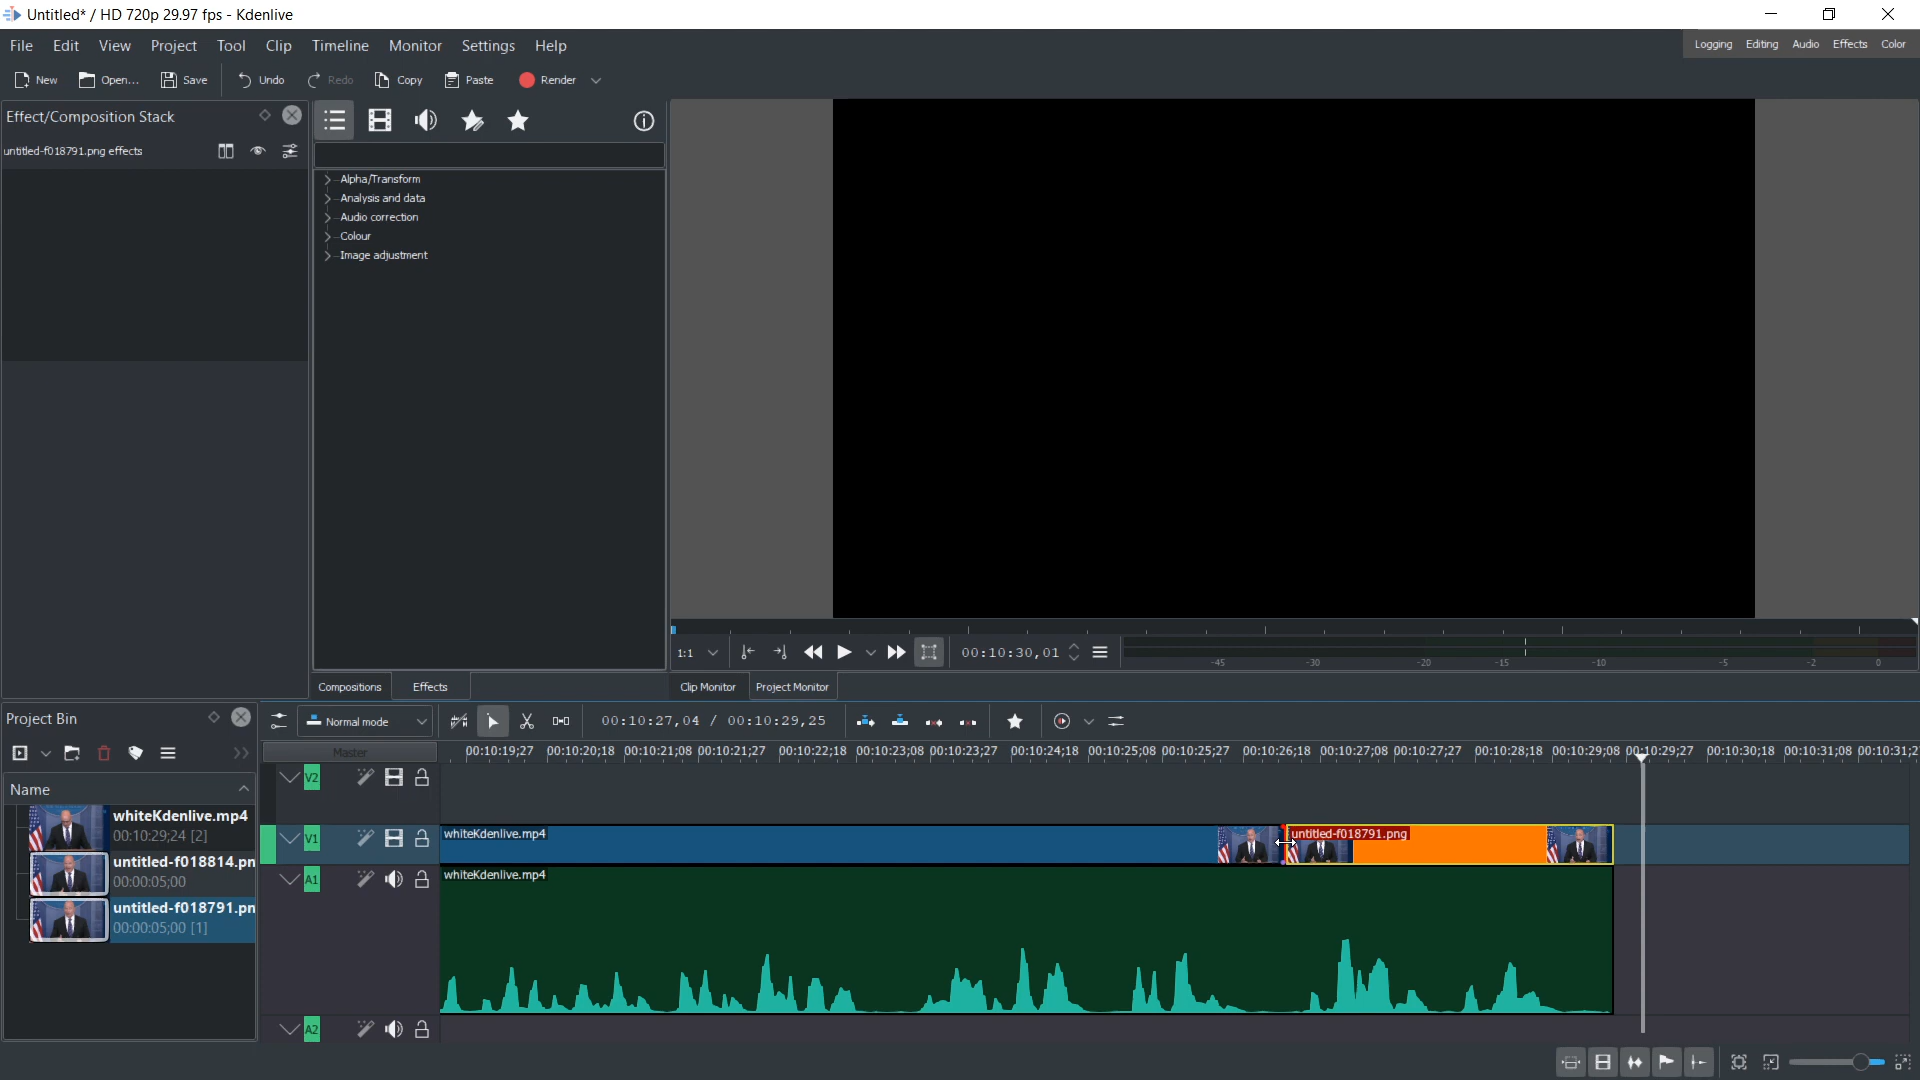 Untitled* / HD 720p 29.97 fps - Kdenlive
File Edit View Project Tool Clip Timeline Monitor Settings Help
Logging Editing Audio Effects Color
New Open... Save Undo Redo Copy Paste Render
Effect/Composition Stack
untitled-f018791.png effects
Alpha/Transform
Analysis and data
Audio correction
Colour
Image adjustment
1:1
00:10:30,01
-45 -30 -20 -15 -10 -5 -2 0
Compositions Effects
Clip Monitor Project Monitor
Project Bin
Normal mode
00:10:27,04 / 00:10:29,25
Name
whiteKdenlive.mp4
00:10:29;24 [2]
untitled-f018814.pn
00:00:05;00
untitled-f018791.pn
00:00:05;00 [1]
Master
00:10:19;27 00:10:20;18 00:10:21;08 00:10:21;27 00:10:22;18 00:10:23;08 00:10:23;27 00:10:24;18 00:10:25;08 00:10:25;27 00:10:26;18 00:10:27;08 00:10:27;27 00:10:28;18 00:10:29;08 00:10:29;27 00:10:30;18 00:10:31;08 00:10:31;2
V2
V1
whiteKdenlive.mp4
untitled-f018791.png
A1
whiteKdenlive.mp4
A2